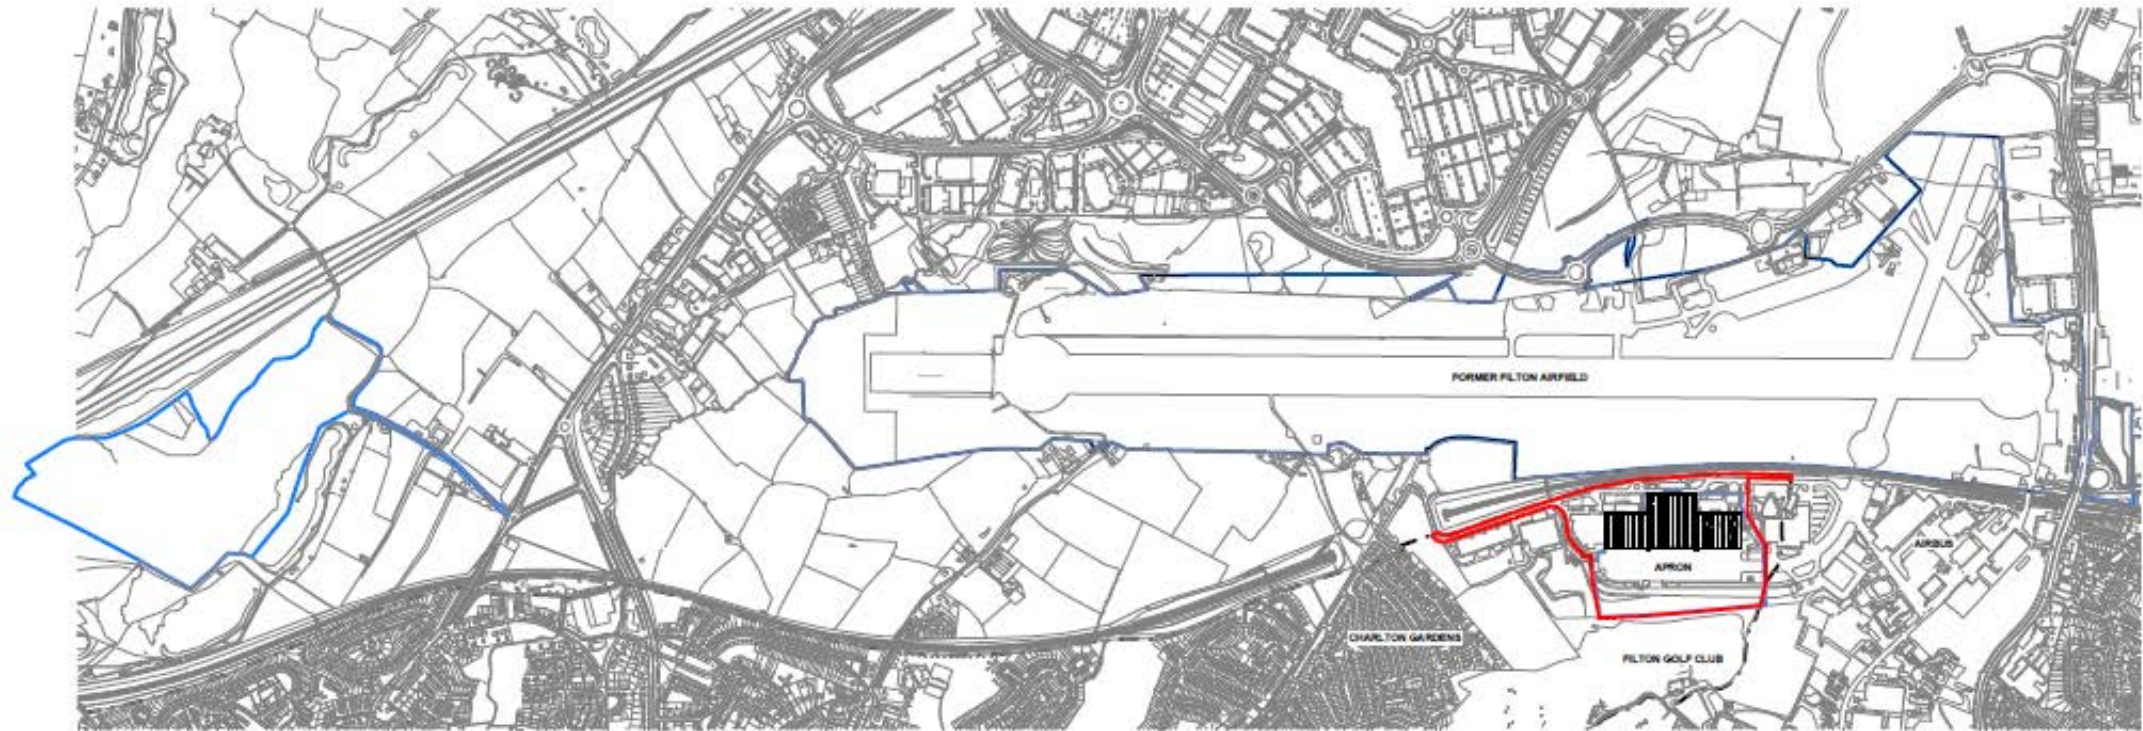 FORMER FILTON AIRFIELD
AIRBUS
APRON
CHARLTON GARDENS
FILTON GOLF CLUB